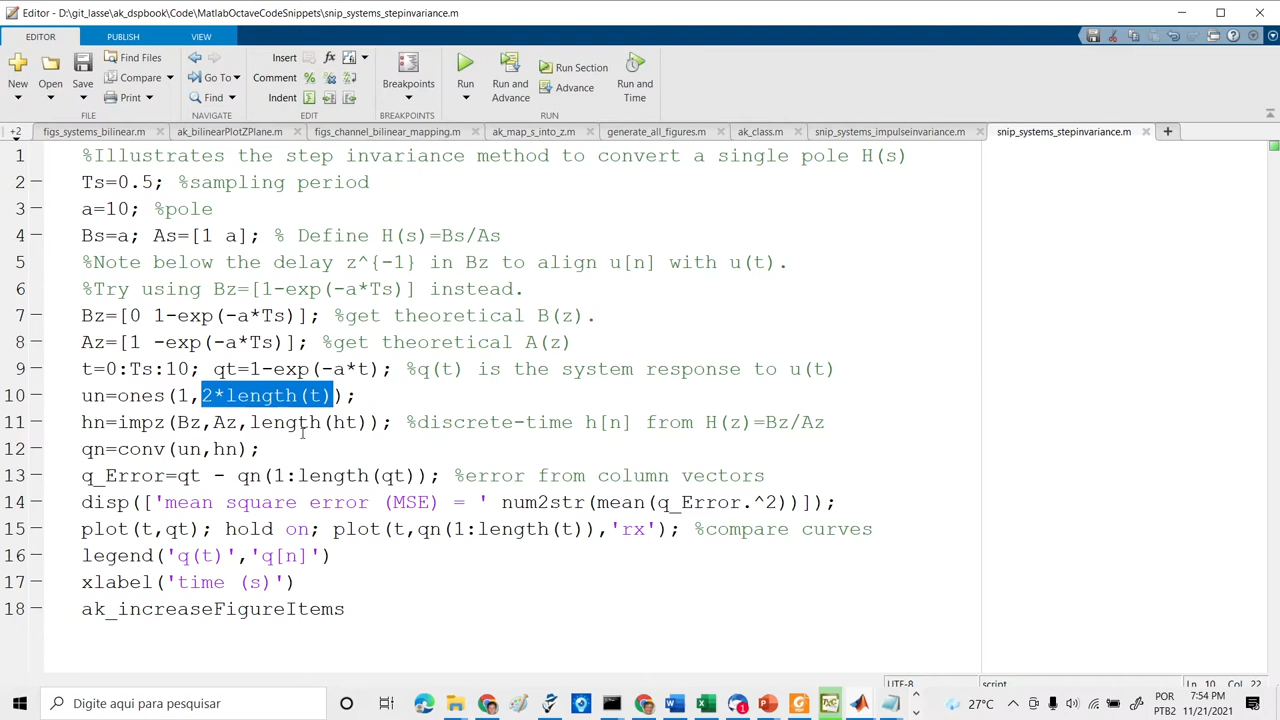 Editor - D:\git_lasse\ak_dspbook\Code\MatlabOctaveCodeSnippets\snip_systems_stepinvariance.m
EDITOR PUBLISH VIEW
New Open Save Find Files Compare Print
Go To Find
Insert fx
Comment
Indent
Breakpoints
Run Run and Advance Run Section Advance Run and Time
FILE NAVIGATE EDIT BREAKPOINTS RUN
+2 figs_systems_bilinear.m ak_bilinearPlotZPlane.m figs_channel_bilinear_mapping.m ak_map_s_into_z.m generate_all_figures.m ak_class.m snip_systems_impulseinvariance.m snip_systems_stepinvariance.m
1 %Illustrates the step invariance method to convert a single pole H(s)
2 Ts=0.5; %sampling period
3 a=10; %pole
4 Bs=a; As=[1 a]; % Define H(s)=Bs/As
5 %Note below the delay z^{-1} in Bz to align u[n] with u(t).
6 %Try using Bz=[1-exp(-a*Ts)] instead.
7 Bz=[0 1-exp(-a*Ts)]; %get theoretical B(z).
8 Az=[1 -exp(-a*Ts)]; %get theoretical A(z)
9 t=0:Ts:10; qt=1-exp(-a*t); %q(t) is the system response to u(t)
10 un=ones(1,2*length(t));
11 hn=impz(Bz,Az,length(ht)); %discrete-time h[n] from H(z)=Bz/Az
12 qn=conv(un,hn);
13 q_Error=qt - qn(1:length(qt)); %error from column vectors
14 disp(['mean square error (MSE) = ' num2str(mean(q_Error.^2))]);
15 plot(t,qt); hold on; plot(t,qn(1:length(t)),'rx'); %compare curves
16 legend('q(t)','q[n]')
17 xlabel('time (s)')
18 ak_increaseFigureItems
UTF-8 script Ln 10 Col 22
Digite aqui para pesquisar
27°C
POR
PTB2
7:54 PM
11/21/2021